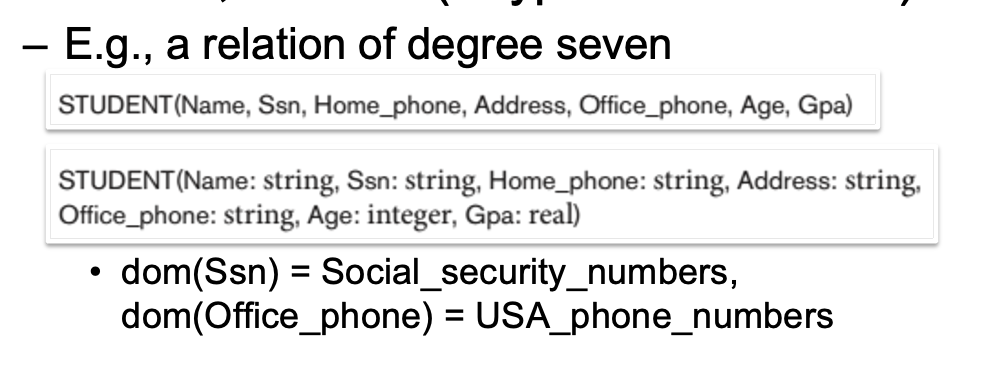 – E.g., a relation of degree seven
STUDENT(Name, Ssn, Home_phone, Address, Office_phone, Age, Gpa)
STUDENT(Name: string, Ssn: string, Home_phone: string, Address: string,
Office_phone: string, Age: integer, Gpa: real)
• dom(Ssn) = Social_security_numbers,
dom(Office_phone) = USA_phone_numbers